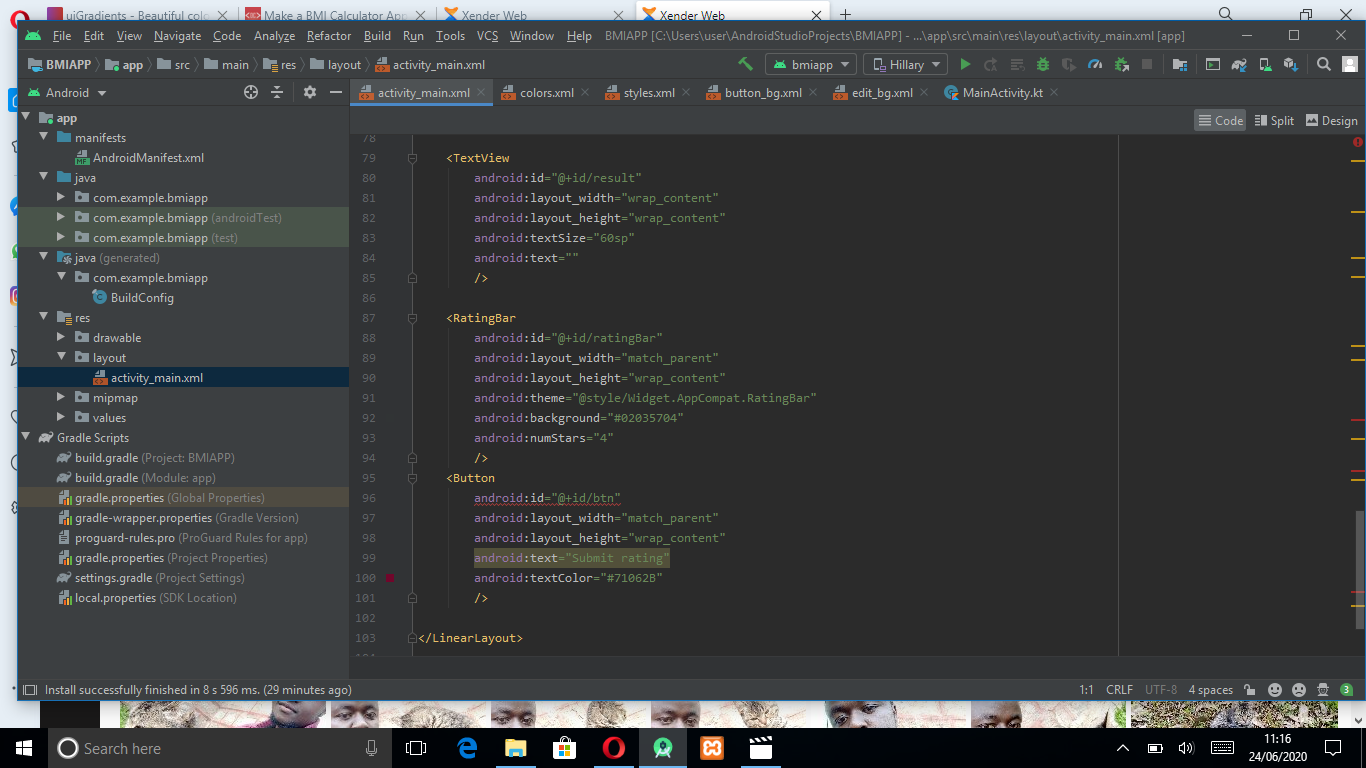 uiGradients - Beautiful colo
Make a BMI Calculator App
Xender Web
Xender Web
File Edit View Navigate Code Analyze Refactor Build Run Tools VCS Window Help BMIAPP [C:\Users\user\AndroidStudioProjects\BMIAPP] - ...\app\src\main\res\layout\activity_main.xml [app]
BMIAPP app src main res layout activity_main.xml bmiapp Hillary
Android activity_main.xml colors.xml styles.xml button_bg.xml edit_bg.xml MainActivity.kt
Code Split Design
app
manifests
AndroidManifest.xml
java
com.example.bmiapp
com.example.bmiapp (androidTest)
com.example.bmiapp (test)
java (generated)
com.example.bmiapp
BuildConfig
res
drawable
layout
activity_main.xml
mipmap
values
Gradle Scripts
build.gradle (Project: BMIAPP)
build.gradle (Module: app)
gradle.properties (Global Properties)
gradle-wrapper.properties (Gradle Version)
proguard-rules.pro (ProGuard Rules for app)
gradle.properties (Project Properties)
settings.gradle (Project Settings)
local.properties (SDK Location)
78
79 <TextView
80 android:id="@+id/result"
81 android:layout_width="wrap_content"
82 android:layout_height="wrap_content"
83 android:textSize="60sp"
84 android:text=""
85 />
86
87 <RatingBar
88 android:id="@+id/ratingBar"
89 android:layout_width="match_parent"
90 android:layout_height="wrap_content"
91 android:theme="@style/Widget.AppCompat.RatingBar"
92 android:background="#02035704"
93 android:numStars="4"
94 />
95 <Button
96 android:id="@+id/btn"
97 android:layout_width="match_parent"
98 android:layout_height="wrap_content"
99 android:text="Submit rating"
100 android:textColor="#71062B"
101 />
102
103 </LinearLayout>
Install successfully finished in 8 s 596 ms. (29 minutes ago) 1:1 CRLF UTF-8 4 spaces 3
Search here
11:16
24/06/2020